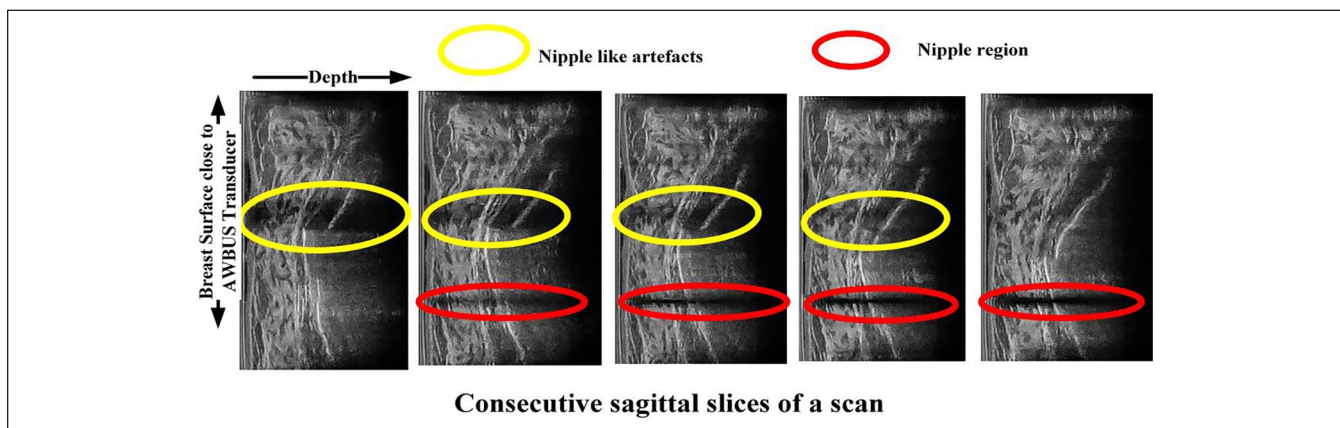 Nipple like artefacts
Nipple region
Depth
Breast Surface close to
AWBUS Transducer
Consecutive sagittal slices of a scan